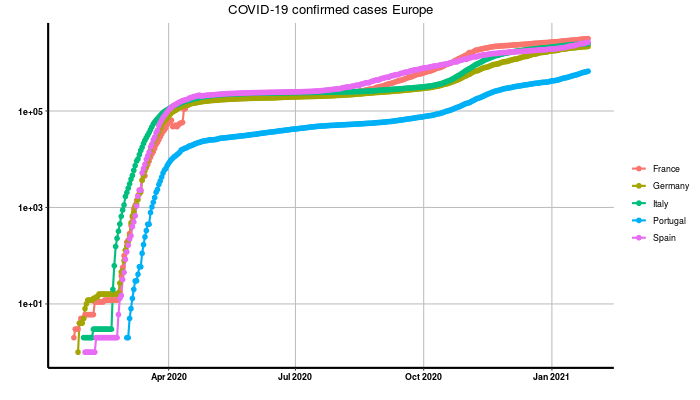 COVID-19 confirmed cases Europe
1e+05
1e+03
1e+01
Apr 2020
Jul 2020
Oct 2020
Jan 2021
France
Germany
Italy
Portugal
Spain